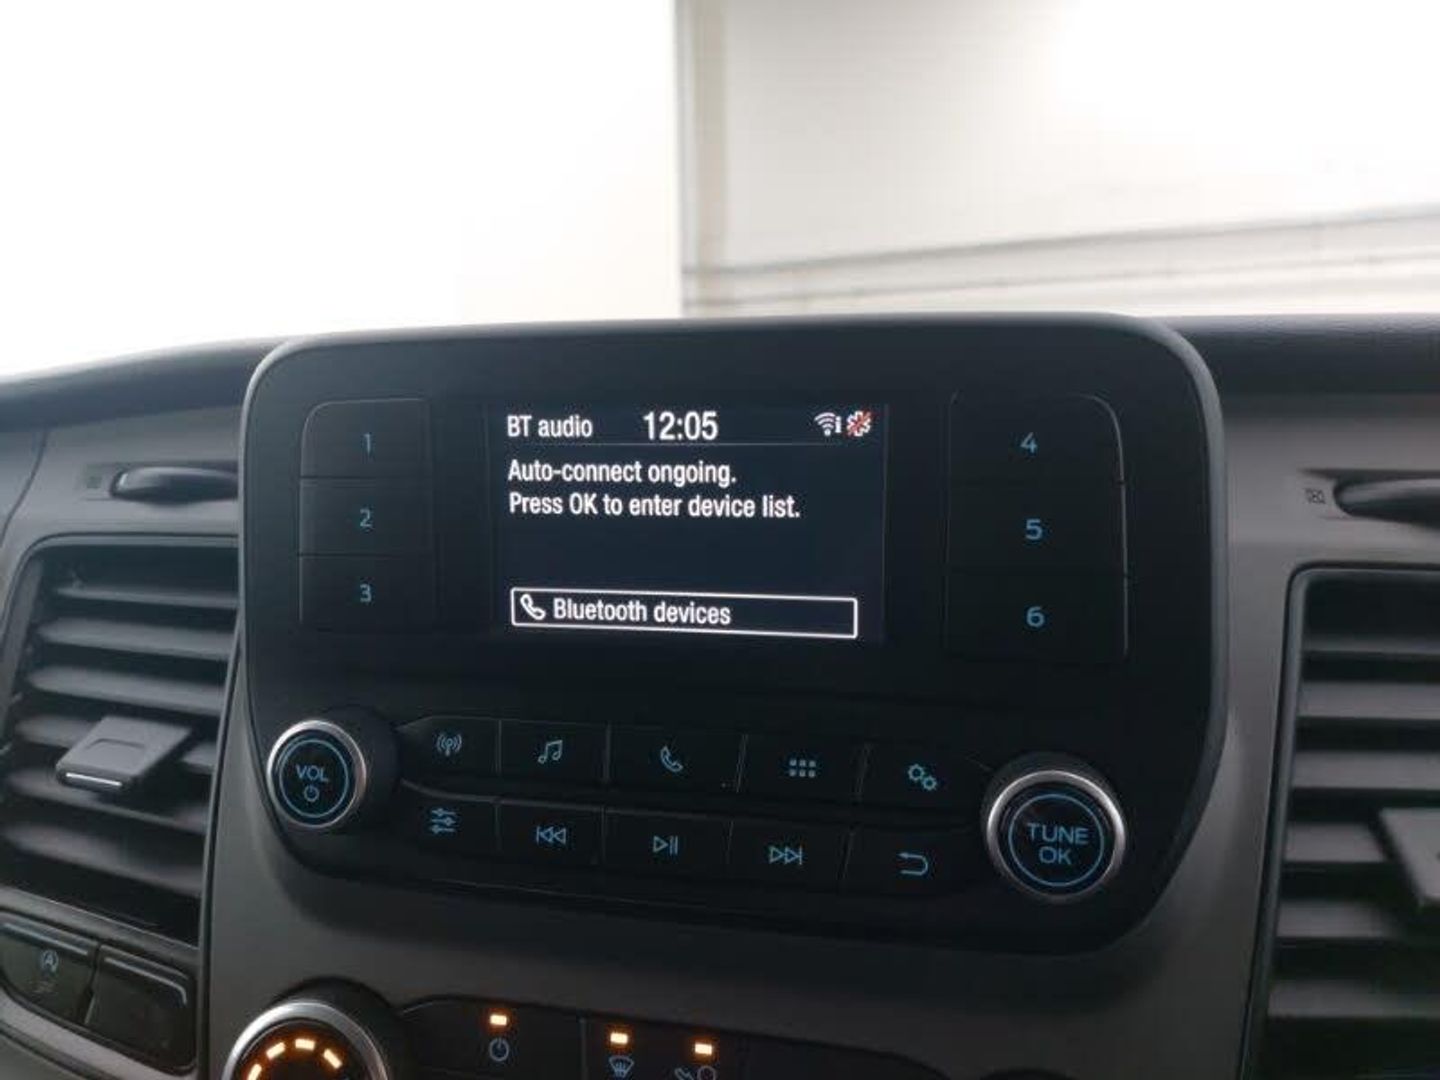 BT audio 12:05
Auto-connect ongoing.
Press OK to enter device list.
Bluetooth devices
1
2
3
4
5
6
VOL
TUNE
OK
A